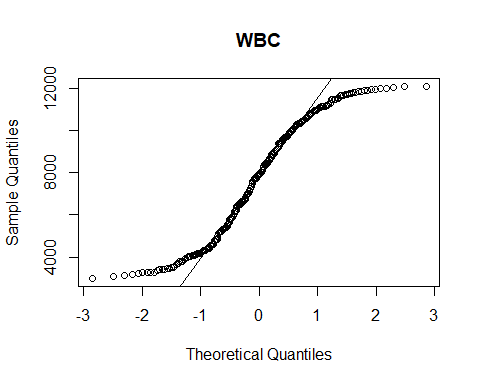 WBC
12000
8000
4000
Sample Quantiles
-3 -2 -1 0 1 2 3
Theoretical Quantiles